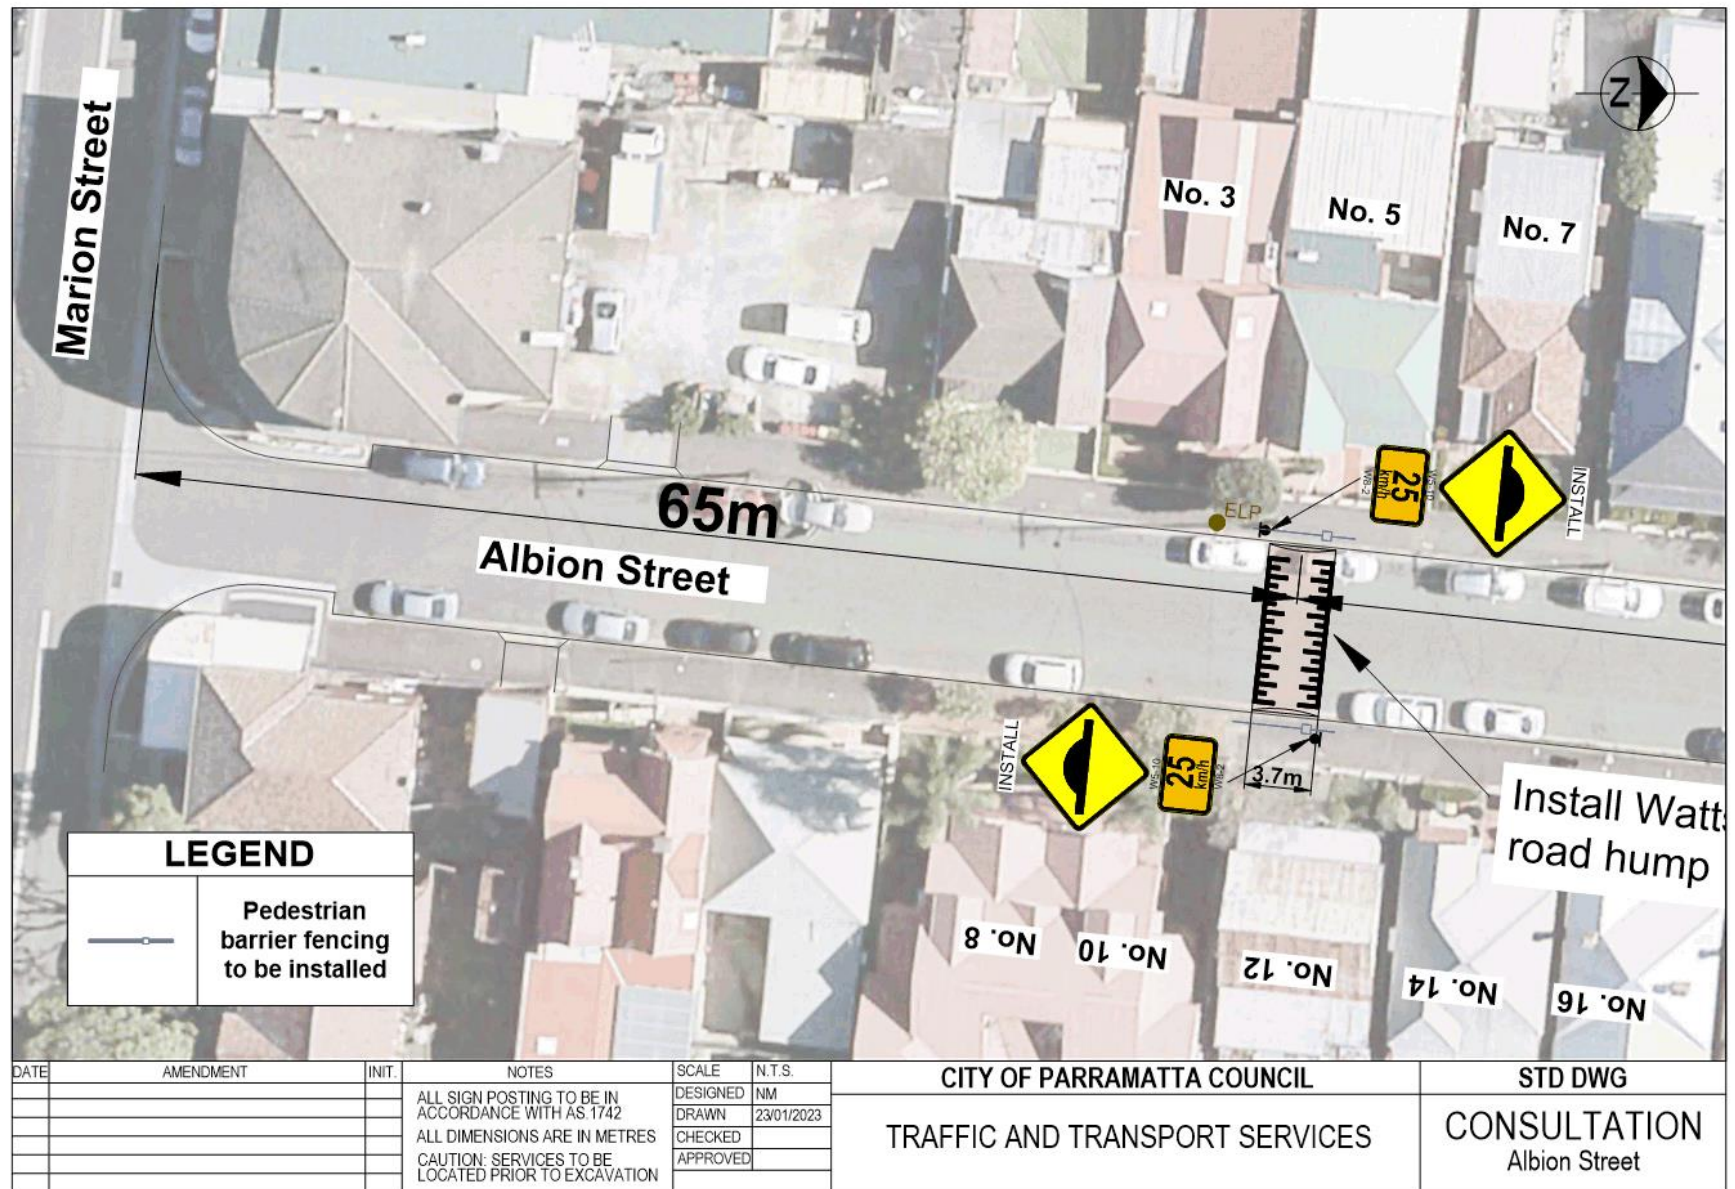 Marion Street
Z
No. 3
No. 5
No. 7
65m
Albion Street
ELP
W8-2
25
km/h
W5-10
INSTALL
INSTALL
W5-10
25
km/h
W8-2
3.7m
Install Watts
road hump
LEGEND
Pedestrian
barrier fencing
to be installed
No. 8
No. 10
No. 12
No. 14
No. 16
DATE AMENDMENT INIT.
NOTES
ALL SIGN POSTING TO BE IN
ACCORDANCE WITH AS.1742
ALL DIMENSIONS ARE IN METRES
CAUTION: SERVICES TO BE
LOCATED PRIOR TO EXCAVATION
SCALE N.T.S.
DESIGNED NM
DRAWN 23/01/2023
CHECKED
APPROVED
CITY OF PARRAMATTA COUNCIL
TRAFFIC AND TRANSPORT SERVICES
STD DWG
CONSULTATION
Albion Street